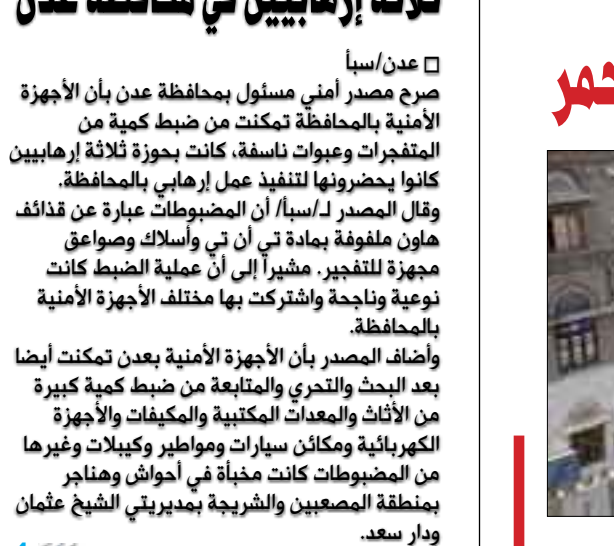 ثلاثة إرهابيين في محافظة عدن
□ عدن/سبأ
صرح مصدر أمني مسئول بمحافظة عدن بأن الأجهزة
الأمنية بالمحافظة تمكنت من ضبط كمية من
المتفجرات وعبوات ناسفة، كانت بحوزة ثلاثة إرهابيين
كانوا يحضرونها لتنفيذ عمل إرهابي بالمحافظة.
وقال المصدر لـ/سبأ/ أن المضبوطات عبارة عن قذائف
هاون ملفوفة بمادة تي أن تي وأسلاك وصواعق
مجهزة للتفجير. مشيراً إلى أن عملية الضبط كانت
نوعية وناجحة واشتركت بها مختلف الأجهزة الأمنية
بالمحافظة.
وأضاف المصدر بأن الأجهزة الأمنية بعدن تمكنت أيضا
بعد البحث والتحري والمتابعة من ضبط كمية كبيرة
من الأثاث والمعدات المكتبية والمكيفات والأجهزة
الكهربائية ومكائن سيارات ومواطير وكيبلات وغيرها
من المضبوطات كانت مخبأة في أحواش وهناجر
بمنطقة المصعبين والشريجة بمديريتي الشيخ عثمان
ودار سعد.